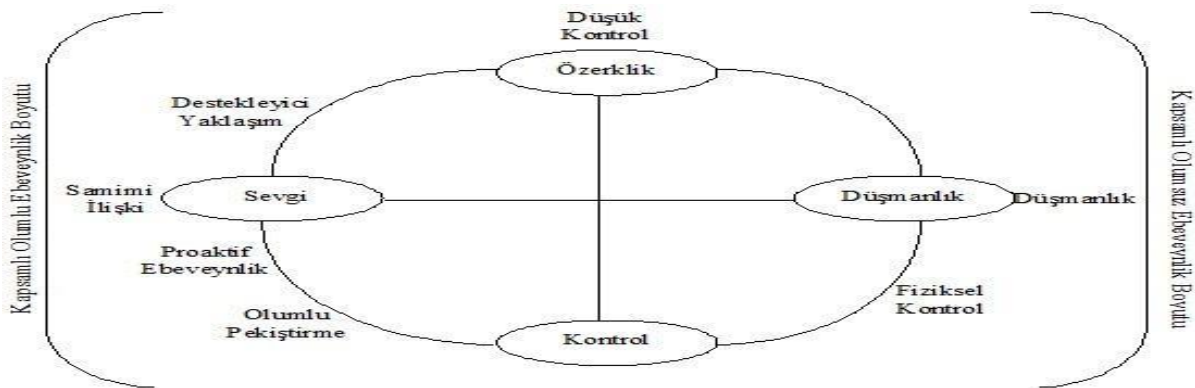 Düşük
Kontrol
Özerklik
Destekleyici
Yaklaşım
Samimi
İlişki
Sevgi
Düşmanlık
Düşmanlık
Proaktif
Ebeveynlik
Olumlu
Pekiştirme
Fiziksel
Kontrol
Kontrol
Kapsamlı Olumlu Ebeveynlik Boyutu
Kapsamlı Olumsuz Ebeveynlik Boyutu